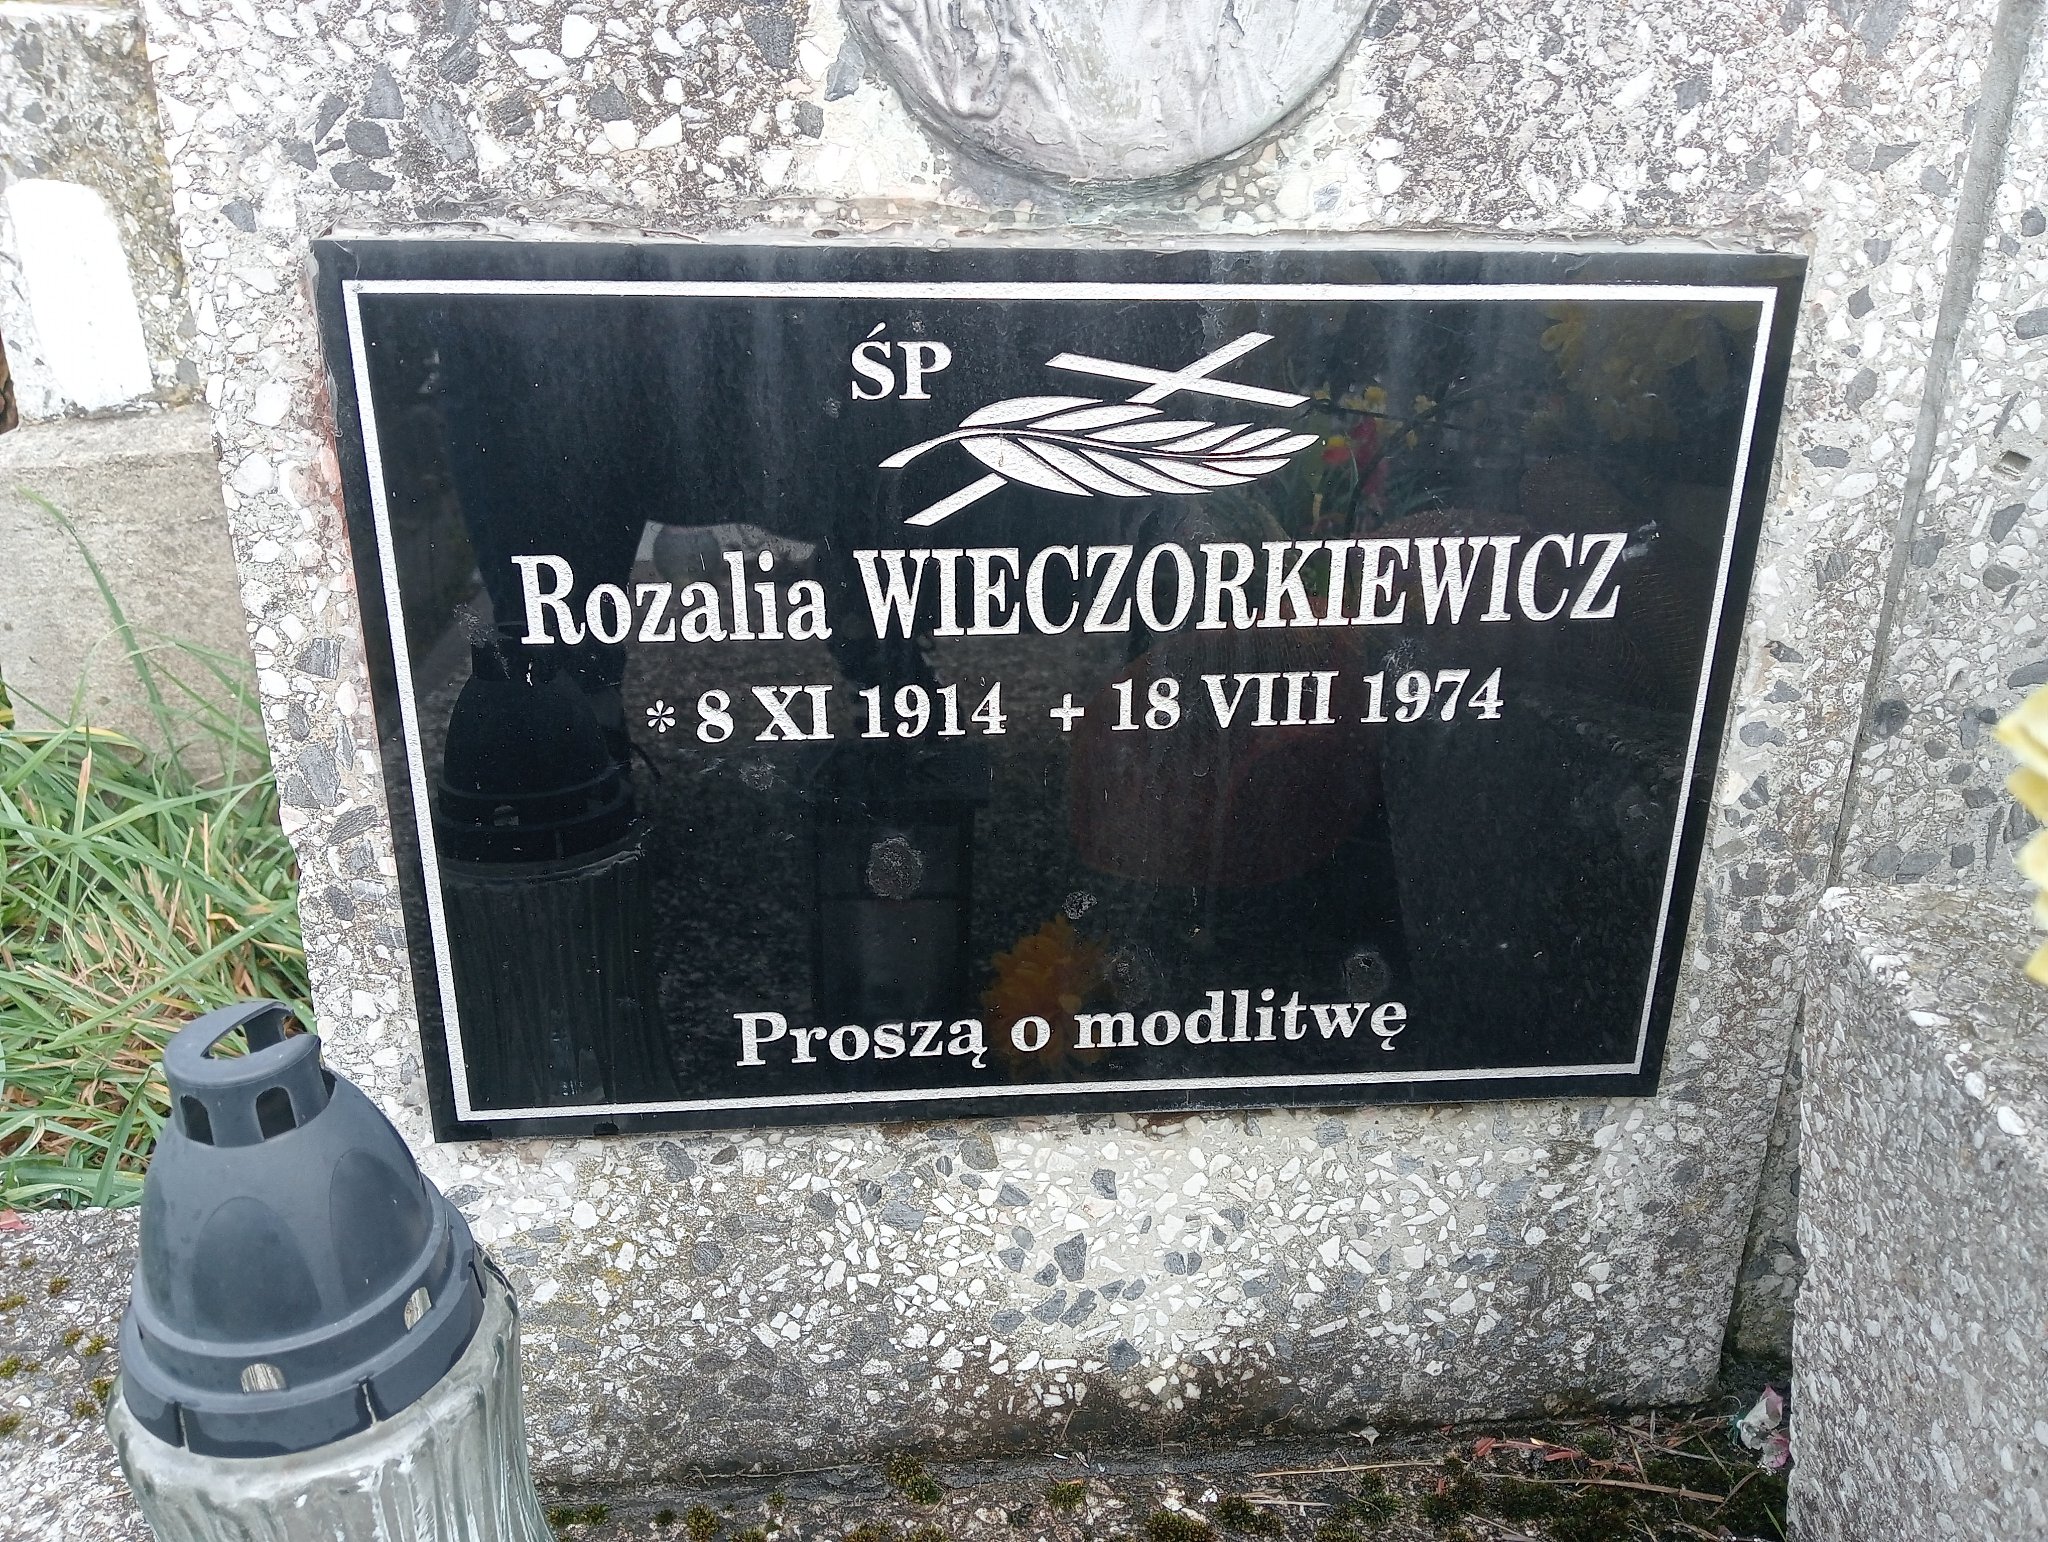 ŚP
Rozalia WIECZORKIEWICZ
* 8 XI 1914 + 18 VIII 1974
Proszą o modlitwę